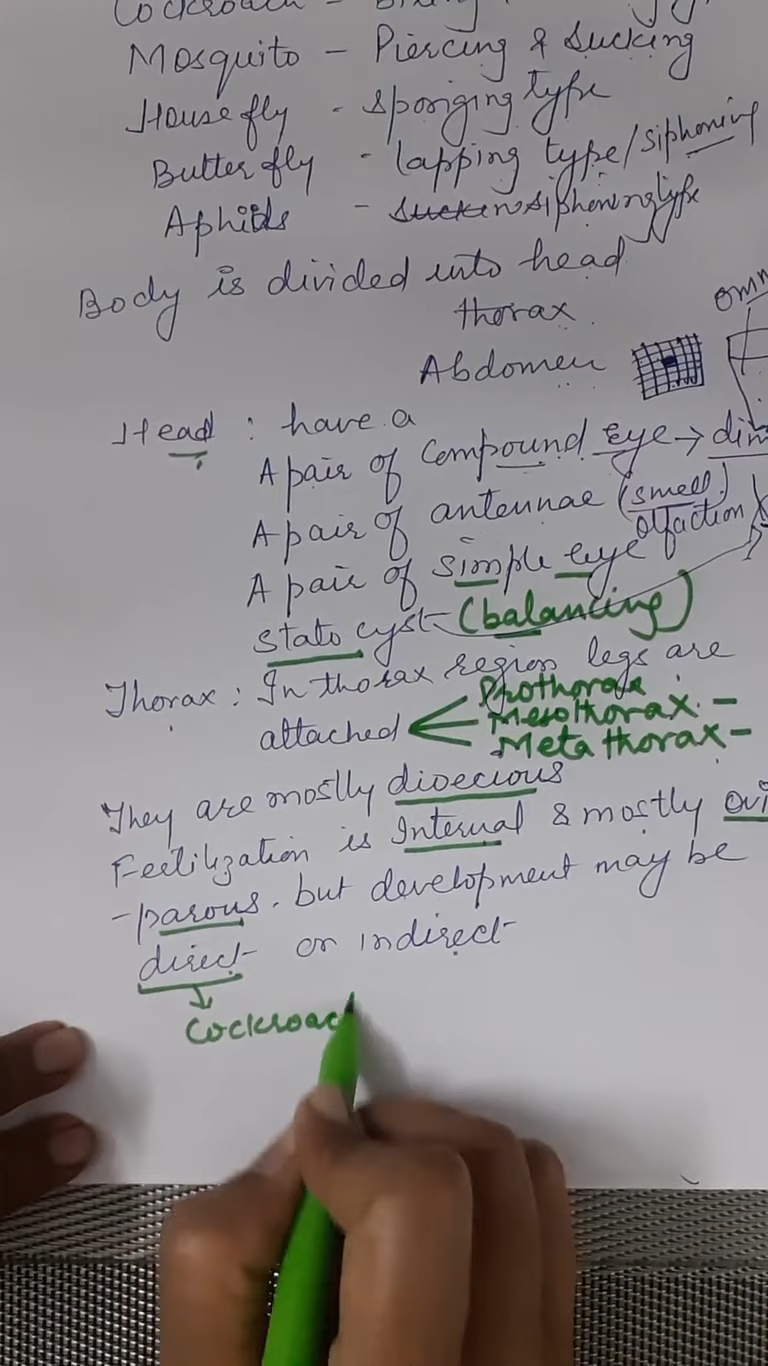 Cockroach -
Mosquito - Piercing & Sucking
Housefly - Sponging type
Butterfly - lapping type/siphoning
Aphids - siphoning type
Body is divided into head
thorax
Abdomen
Head : have a
A pair of compound Eye →
A pair of antennae (smell)
olfaction
A pair of simple eye
statocyst (balancing)
Thorax : In thorax region legs are
attached
Prothorax
Mesothorax -
Metathorax -
They are mostly dioecious
Fertilization is Internal & mostly ovi
-parous. but development may be
direct or indirect
Cockroac